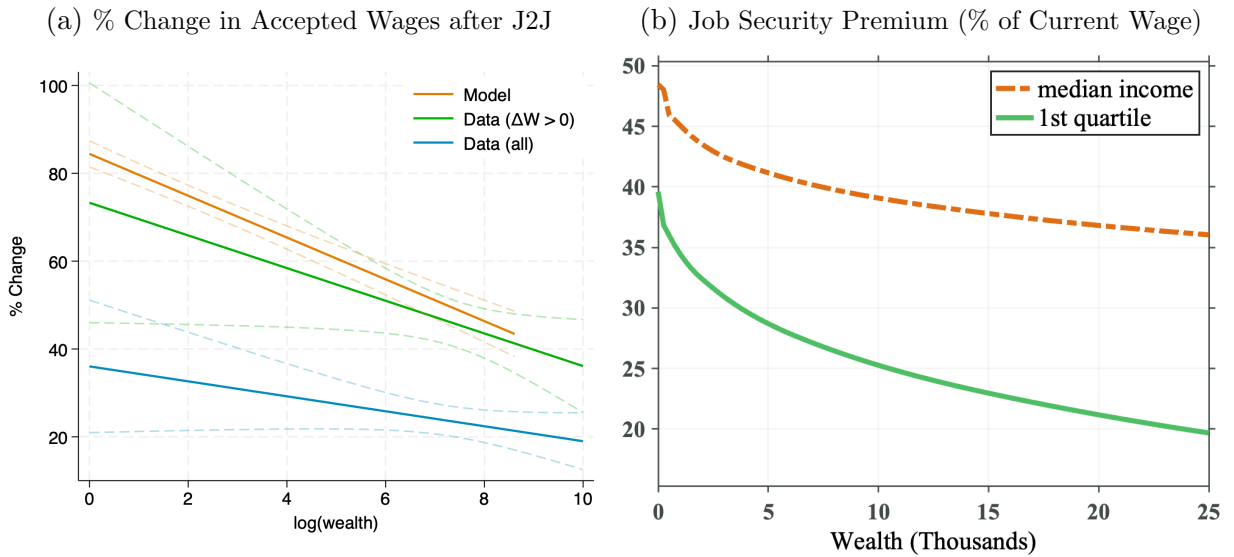 (a) % Change in Accepted Wages after J2J
100
80
60
40
20
% Change
Model
Data (ΔW > 0)
Data (all)
0 2 4 6 8 10
log(wealth)
(b) Job Security Premium (% of Current Wage)
50
45
40
35
30
25
20
median income
1st quartile
0 5 10 15 20 25
Wealth (Thousands)